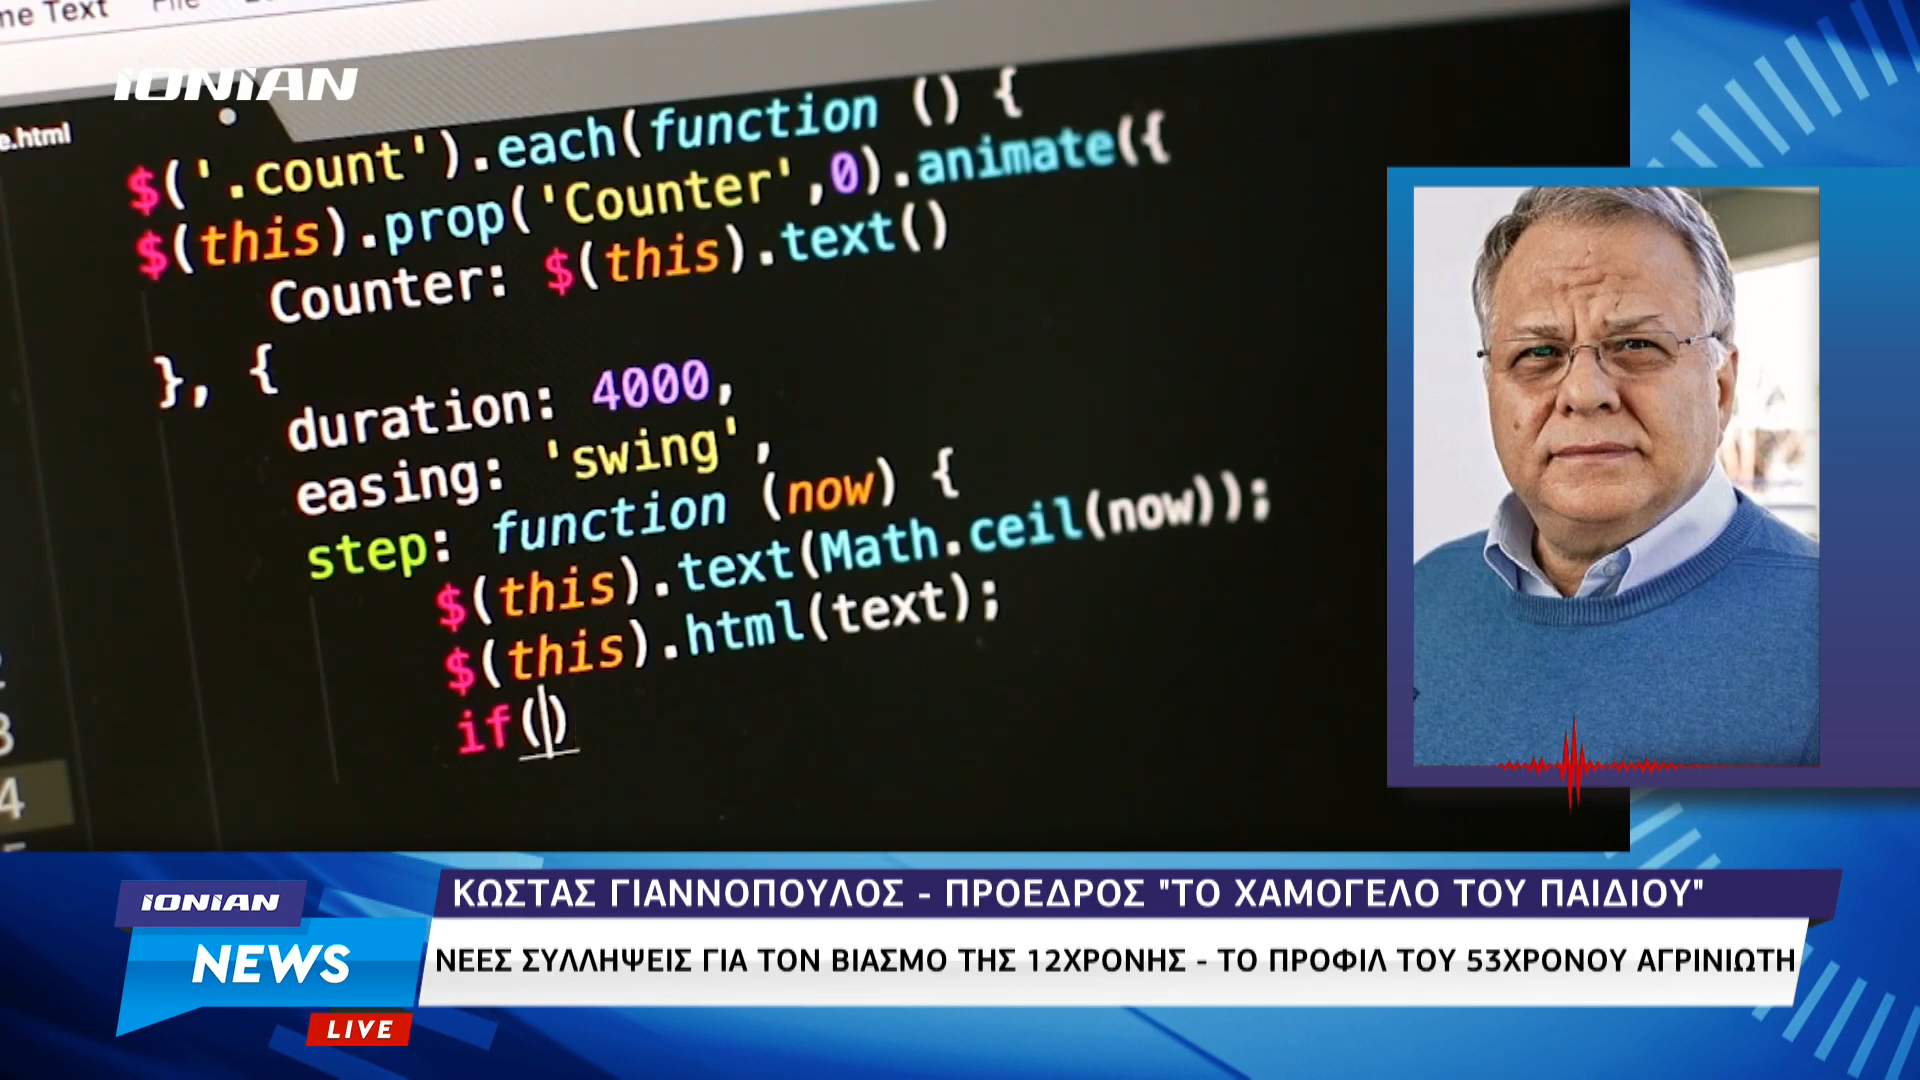 me Text File
IONIAN
e.html
$('.count').each(function () {
$(this).prop('Counter',0).animate({
Counter: $(this).text()
}, {
duration: 4000,
easing: 'swing',
step: function (now) {
$(this).text(Math.ceil(now));
$(this).html(text);
if()
3
4
IONIAN
NEWS
LIVE
ΚΩΣΤΑΣ ΓΙΑΝΝΟΠΟΥΛΟΣ - ΠΡΟΕΔΡΟΣ "ΤΟ ΧΑΜΟΓΕΛΟ ΤΟΥ ΠΑΙΔΙΟΥ"
ΝΕΕΣ ΣΥΛΛΗΨΕΙΣ ΓΙΑ ΤΟΝ ΒΙΑΣΜΟ ΤΗΣ 12ΧΡΟΝΗΣ - ΤΟ ΠΡΟΦΙΛ ΤΟΥ 53ΧΡΟΝΟΥ ΑΓΡΙΝΙΩΤΗ